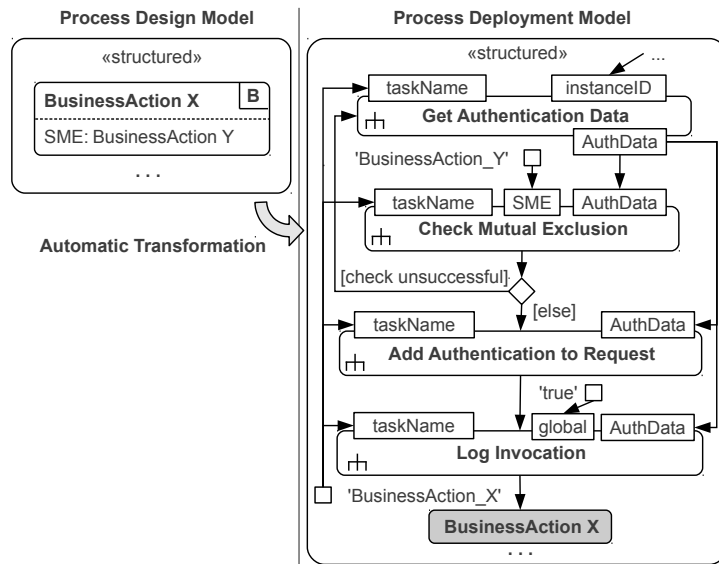 Process Design Model
Process Deployment Model
«structured»
BusinessAction X
B
SME: BusinessAction Y
. . .
Automatic Transformation
«structured»
...
taskName
instanceID
Get Authentication Data
AuthData
'BusinessAction_Y'
taskName
SME
AuthData
Check Mutual Exclusion
[check unsuccessful]
[else]
taskName
AuthData
Add Authentication to Request
'true'
taskName
global
AuthData
Log Invocation
'BusinessAction_X'
BusinessAction X
. . .